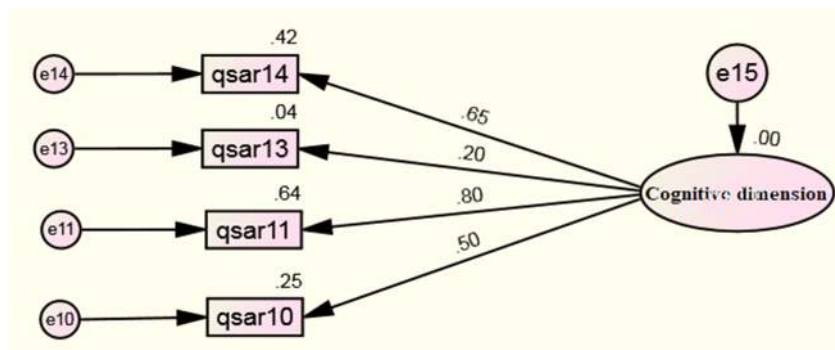 .42
e14
qsar14
e15
.65
.04
.00
e13
qsar13
.20
.64
.80
Cognitive dimension
e11
qsar11
.50
.25
e10
qsar10